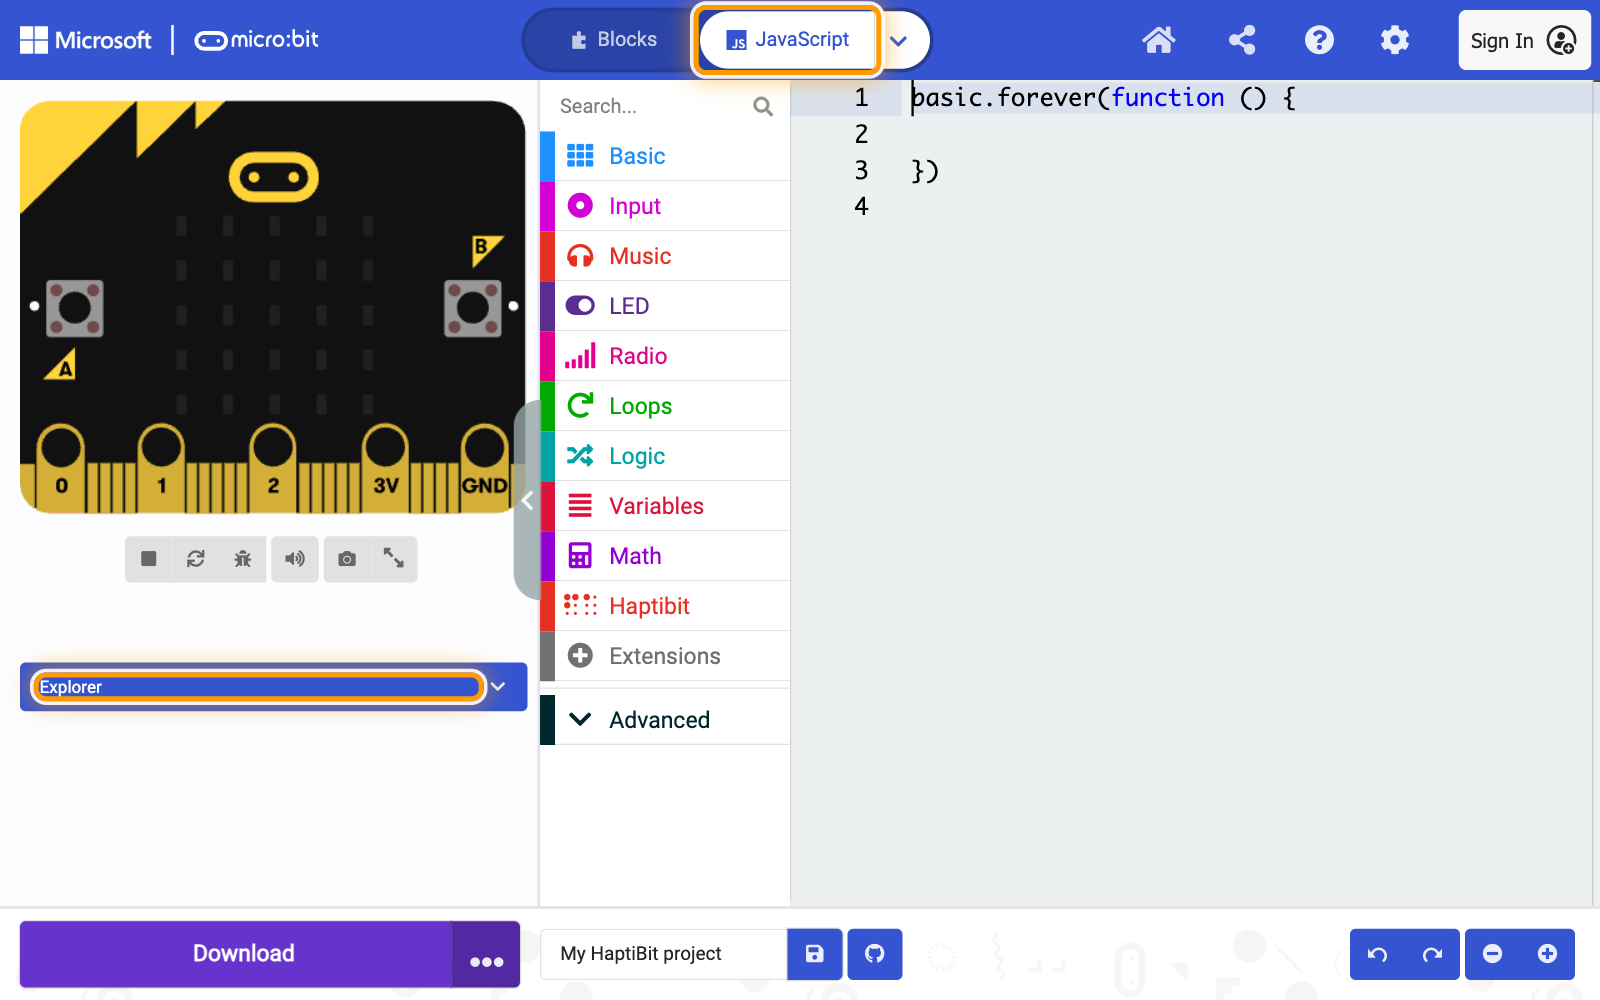 Microsoft | micro:bit
Blocks
JavaScript
Sign In
B
A
0 1 2 3V GND
Explorer
Search...
Basic
Input
Music
LED
Radio
Loops
Logic
Variables
Math
Haptibit
Extensions
Advanced
1 basic.forever(function () {
2
3 })
4
Download
My HaptiBit project